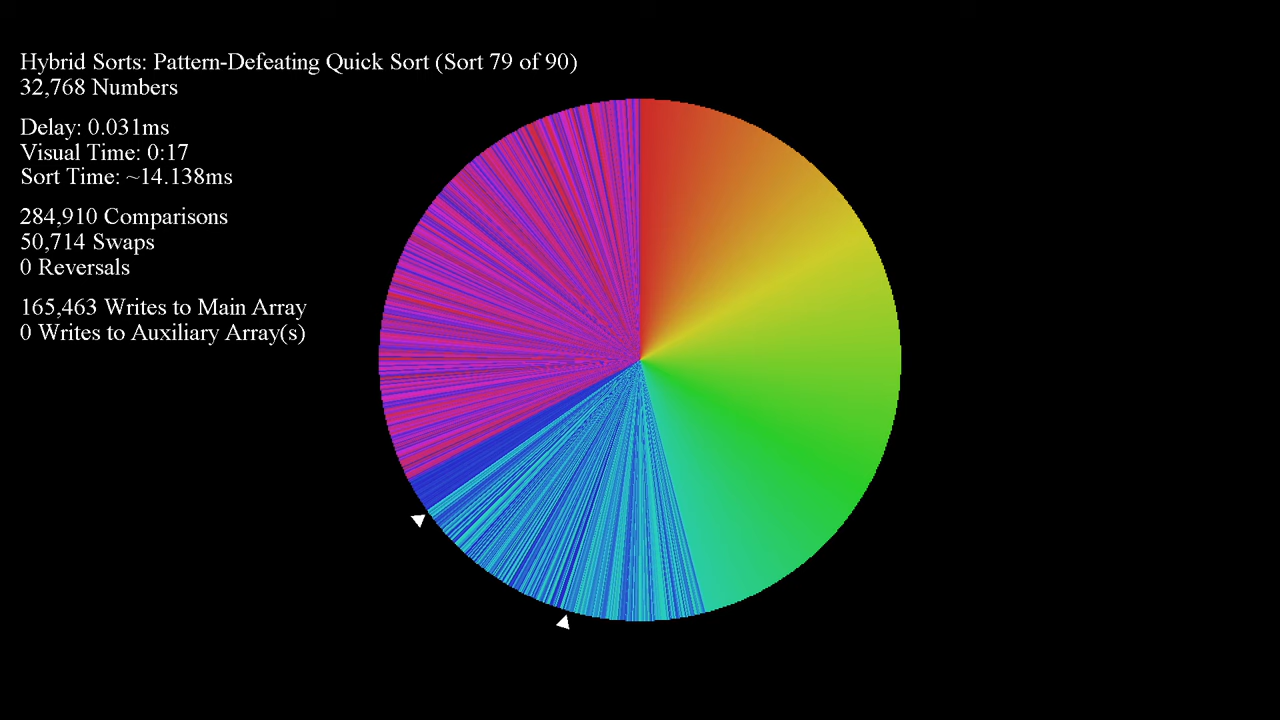 Hybrid Sorts: Pattern-Defeating Quick Sort (Sort 79 of 90)
32,768 Numbers
Delay: 0.031ms
Visual Time: 0:17
Sort Time: ~14.138ms
284,910 Comparisons
50,714 Swaps
0 Reversals
165,463 Writes to Main Array
0 Writes to Auxiliary Array(s)